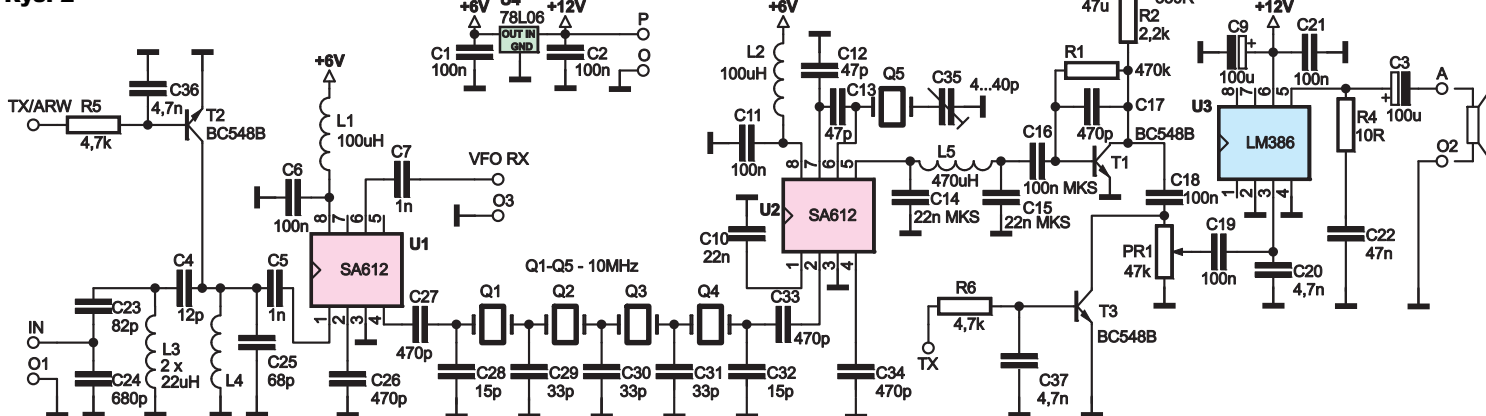 +6V
+12V
78L06
OUT IN
GND
P
O
C1
100n
C2
100n
+6V
C36
4,7n
TX/ARW R5
4,7k
T2
BC548B
L1
100uH
C6
100n
C7
1n
VFO RX
O3
8 7 6 5
U1
SA612
1 2 3 4
C4
12p
C5
1n
C23
82p
IN
O1
C24
680p
L3
2 x
22uH
L4
C25
68p
C26
470p
C27
470p
Q1-Q5 - 10MHz
Q1
Q2
Q3
Q4
C28
15p
C29
33p
C30
33p
C31
33p
C32
15p
C33
470p
C34
470p
+6V
L2
100uH
C12
47p
C13
47p
Q5
C35
4...40p
C11
100n
8 7 6 5
U2
SA612
1 2 3 4
C10
22n
L5
470uH
C14
22n MKS
C15
22n MKS
C16
100n MKS
47u
R2
2,2k
R1
470k
C17
470p
BC548B
T1
C18
100n
PR1
47k
C19
100n
C20
4,7n
R6
4,7k
TX
T3
BC548B
C37
4,7n
+12V
C9
+
100u
C21
100n
8 7 6 5
U3
LM386
1 2 3 4
C3
+
100u
R4
10R
C22
47n
A
O2